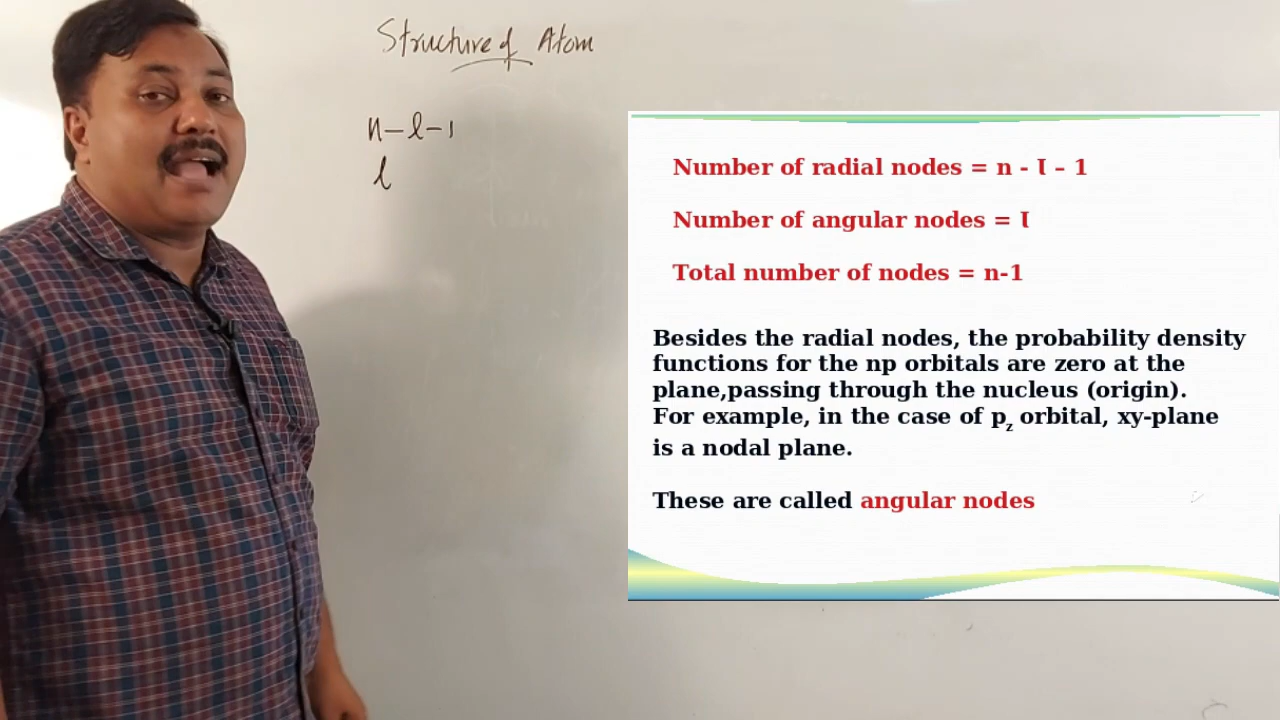 Structure of Atom
n-l-1
l
Number of radial nodes = n - l – 1
Number of angular nodes = l
Total number of nodes = n-1
Besides the radial nodes, the probability density
functions for the np orbitals are zero at the
plane,passing through the nucleus (origin).
For example, in the case of pz orbital, xy-plane
is a nodal plane.
These are called angular nodes